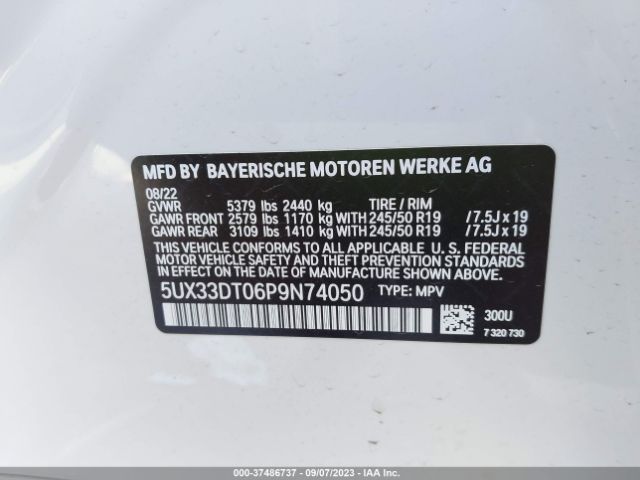 MFD BY BAYERISCHE MOTOREN WERKE AG
08/22
GVWR 5379 lbs 2440 kg TIRE / RIM
GAWR FRONT 2579 lbs 1170 kg WITH 245/50 R19 / 7.5J x 19
GAWR REAR 3109 lbs 1410 kg WITH 245/50 R19 / 7.5J x 19
THIS VEHICLE CONFORMS TO ALL APPLICABLE U. S. FEDERAL
MOTOR VEHICLE SAFETY AND THEFT PREVENTION STANDARDS
IN EFFECT ON THE DATE OF MANUFACTURE SHOWN ABOVE.
5UX33DT06P9N74050 TYPE: MPV
300U
7 320 730
000-37486737 - 09/07/2023 - IAA Inc.